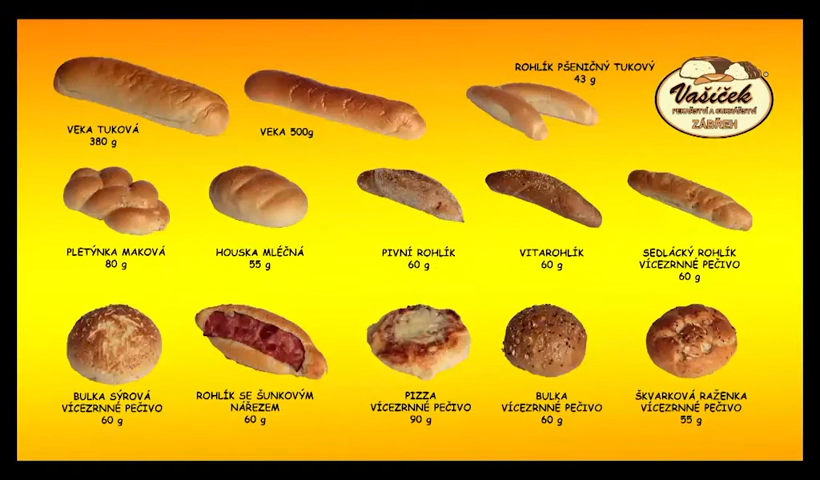 ROHLÍK PŠENIČNÝ TUKOVÝ
43 g
Vašíček
PEKAŘSTVÍ A CUKRÁŘSTVÍ
ZÁBŘEH
VEKA TUKOVÁ
380 g
VEKA 500g
PLETÝNKA MAKOVÁ
80 g
HOUSKA MLÉČNÁ
55 g
PIVNÍ ROHLÍK
60 g
VITAROHLÍK
60 g
SEDLÁCKÝ ROHLÍK
VÍCEZRNNÉ PEČIVO
60 g
BULKA SÝROVÁ
VÍCEZRNNÉ PEČIVO
60 g
ROHLÍK SE ŠUNKOVÝM
NÁŘEZEM
60 g
PIZZA
VÍCEZRNNÉ PEČIVO
90 g
BULKA
VÍCEZRNNÉ PEČIVO
60 g
ŠKVARKOVÁ RAŽENKA
VÍCEZRNNÉ PEČIVO
55 g